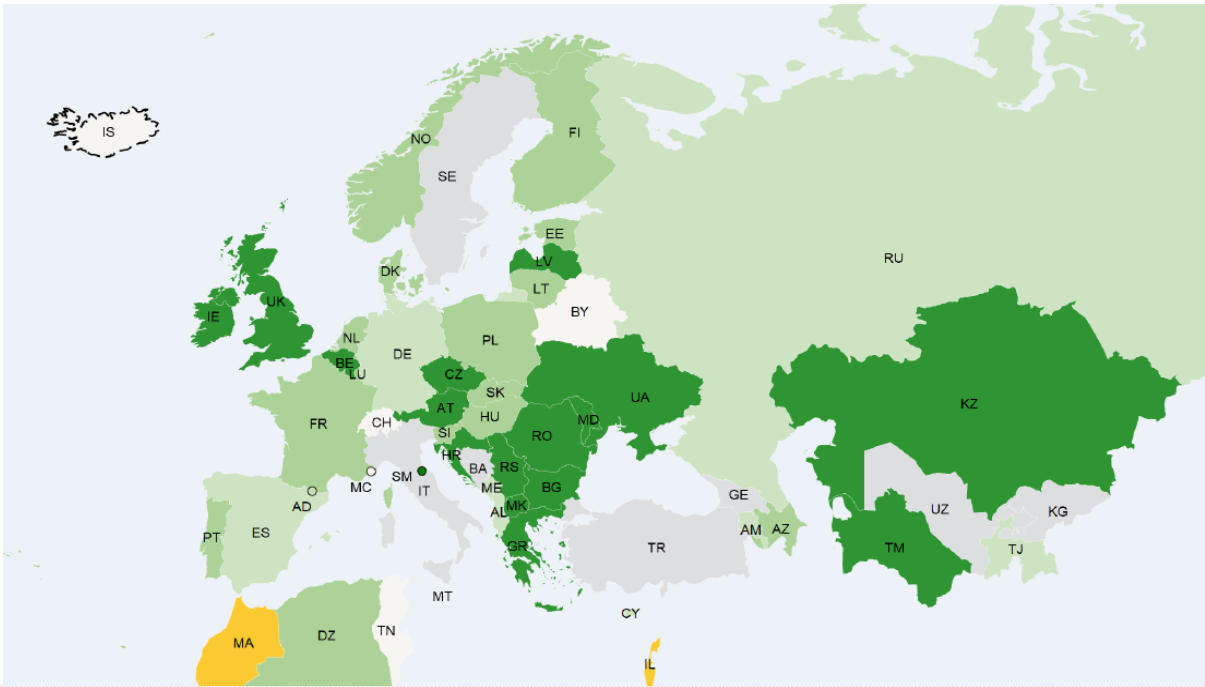 IS
NO
FI
SE
EE
RU
LV
DK
LT
UK
BY
IE
NL
PL
DE
BE
LU
CZ
SK
UA
KZ
AT
HU
FR
CH
MD
SI
RO
HR
RS
BA
SM
MC
IT
ME
BG
GE
AD
MK
UZ
KG
AL
ES
PT
AM
AZ
GR
TR
TM
TJ
MT
CY
TN
DZ
MA
IL